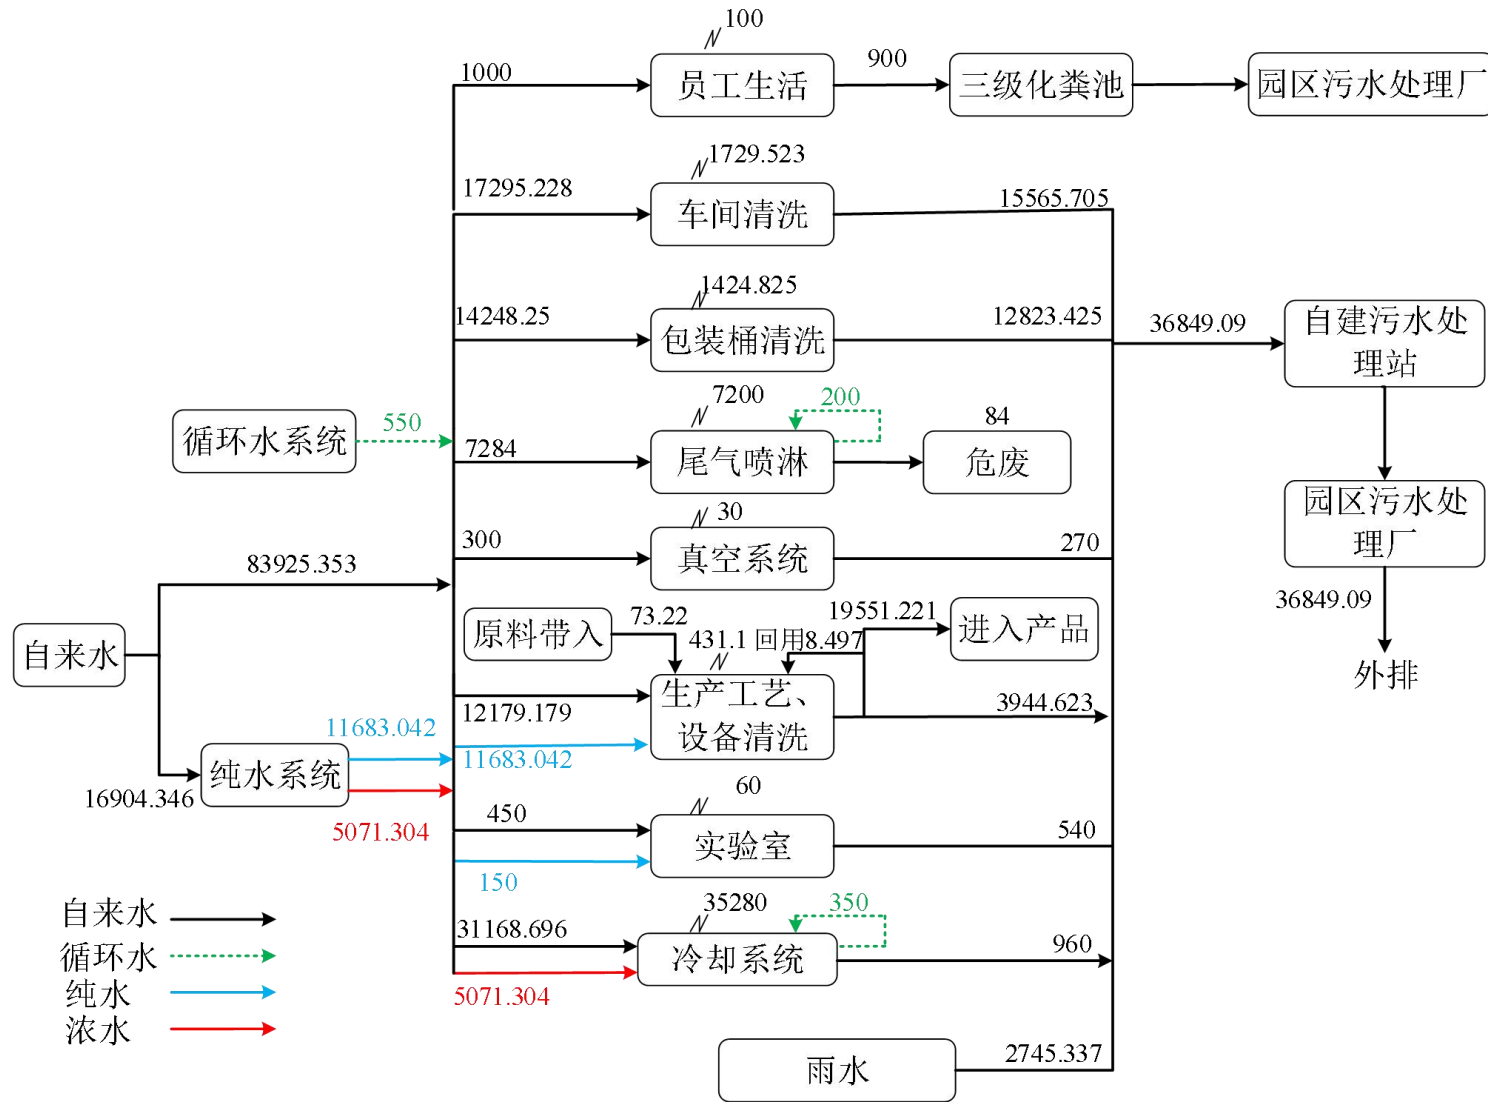 100
1000
员工生活
900
三级化粪池
园区污水处理厂
1729.523
17295.228
车间清洗
15565.705
1424.825
14248.25
包装桶清洗
12823.425
36849.09
自建污水处
理站
循环水系统
550
7200
200
7284
尾气喷淋
84
危废
园区污水处
理厂
30
300
真空系统
270
83925.353
36849.09
外排
自来水
原料带入
73.22
19551.221
进入产品
431.1 回用8.497
12179.179
生产工艺、
设备清洗
3944.623
11683.042
11683.042
纯水系统
16904.346
5071.304
60
450
实验室
540
150
35280
350
31168.696
冷却系统
960
5071.304
雨水
2745.337
自来水
循环水
纯水
浓水